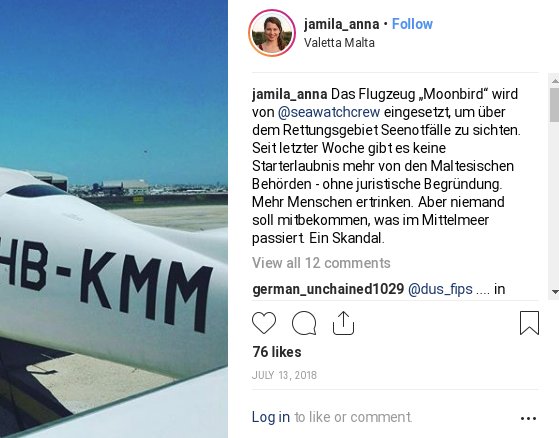 jamila_anna • Follow
Valetta Malta
jamila_anna Das Flugzeug „Moonbird“ wird
von @seawatchcrew eingesetzt, um über
dem Rettungsgebiet Seenotfälle zu sichten.
Seit letzter Woche gibt es keine
Starterlaubnis mehr von den Maltesischen
Behörden - ohne juristische Begründung.
Mehr Menschen ertrinken. Aber niemand
soll mitbekommen, was im Mittelmeer
passiert. Ein Skandal.
View all 12 comments
german_unchained1029 @dus_fips .... in
HB-KMM
76 likes
JULY 13, 2018
Log in to like or comment.